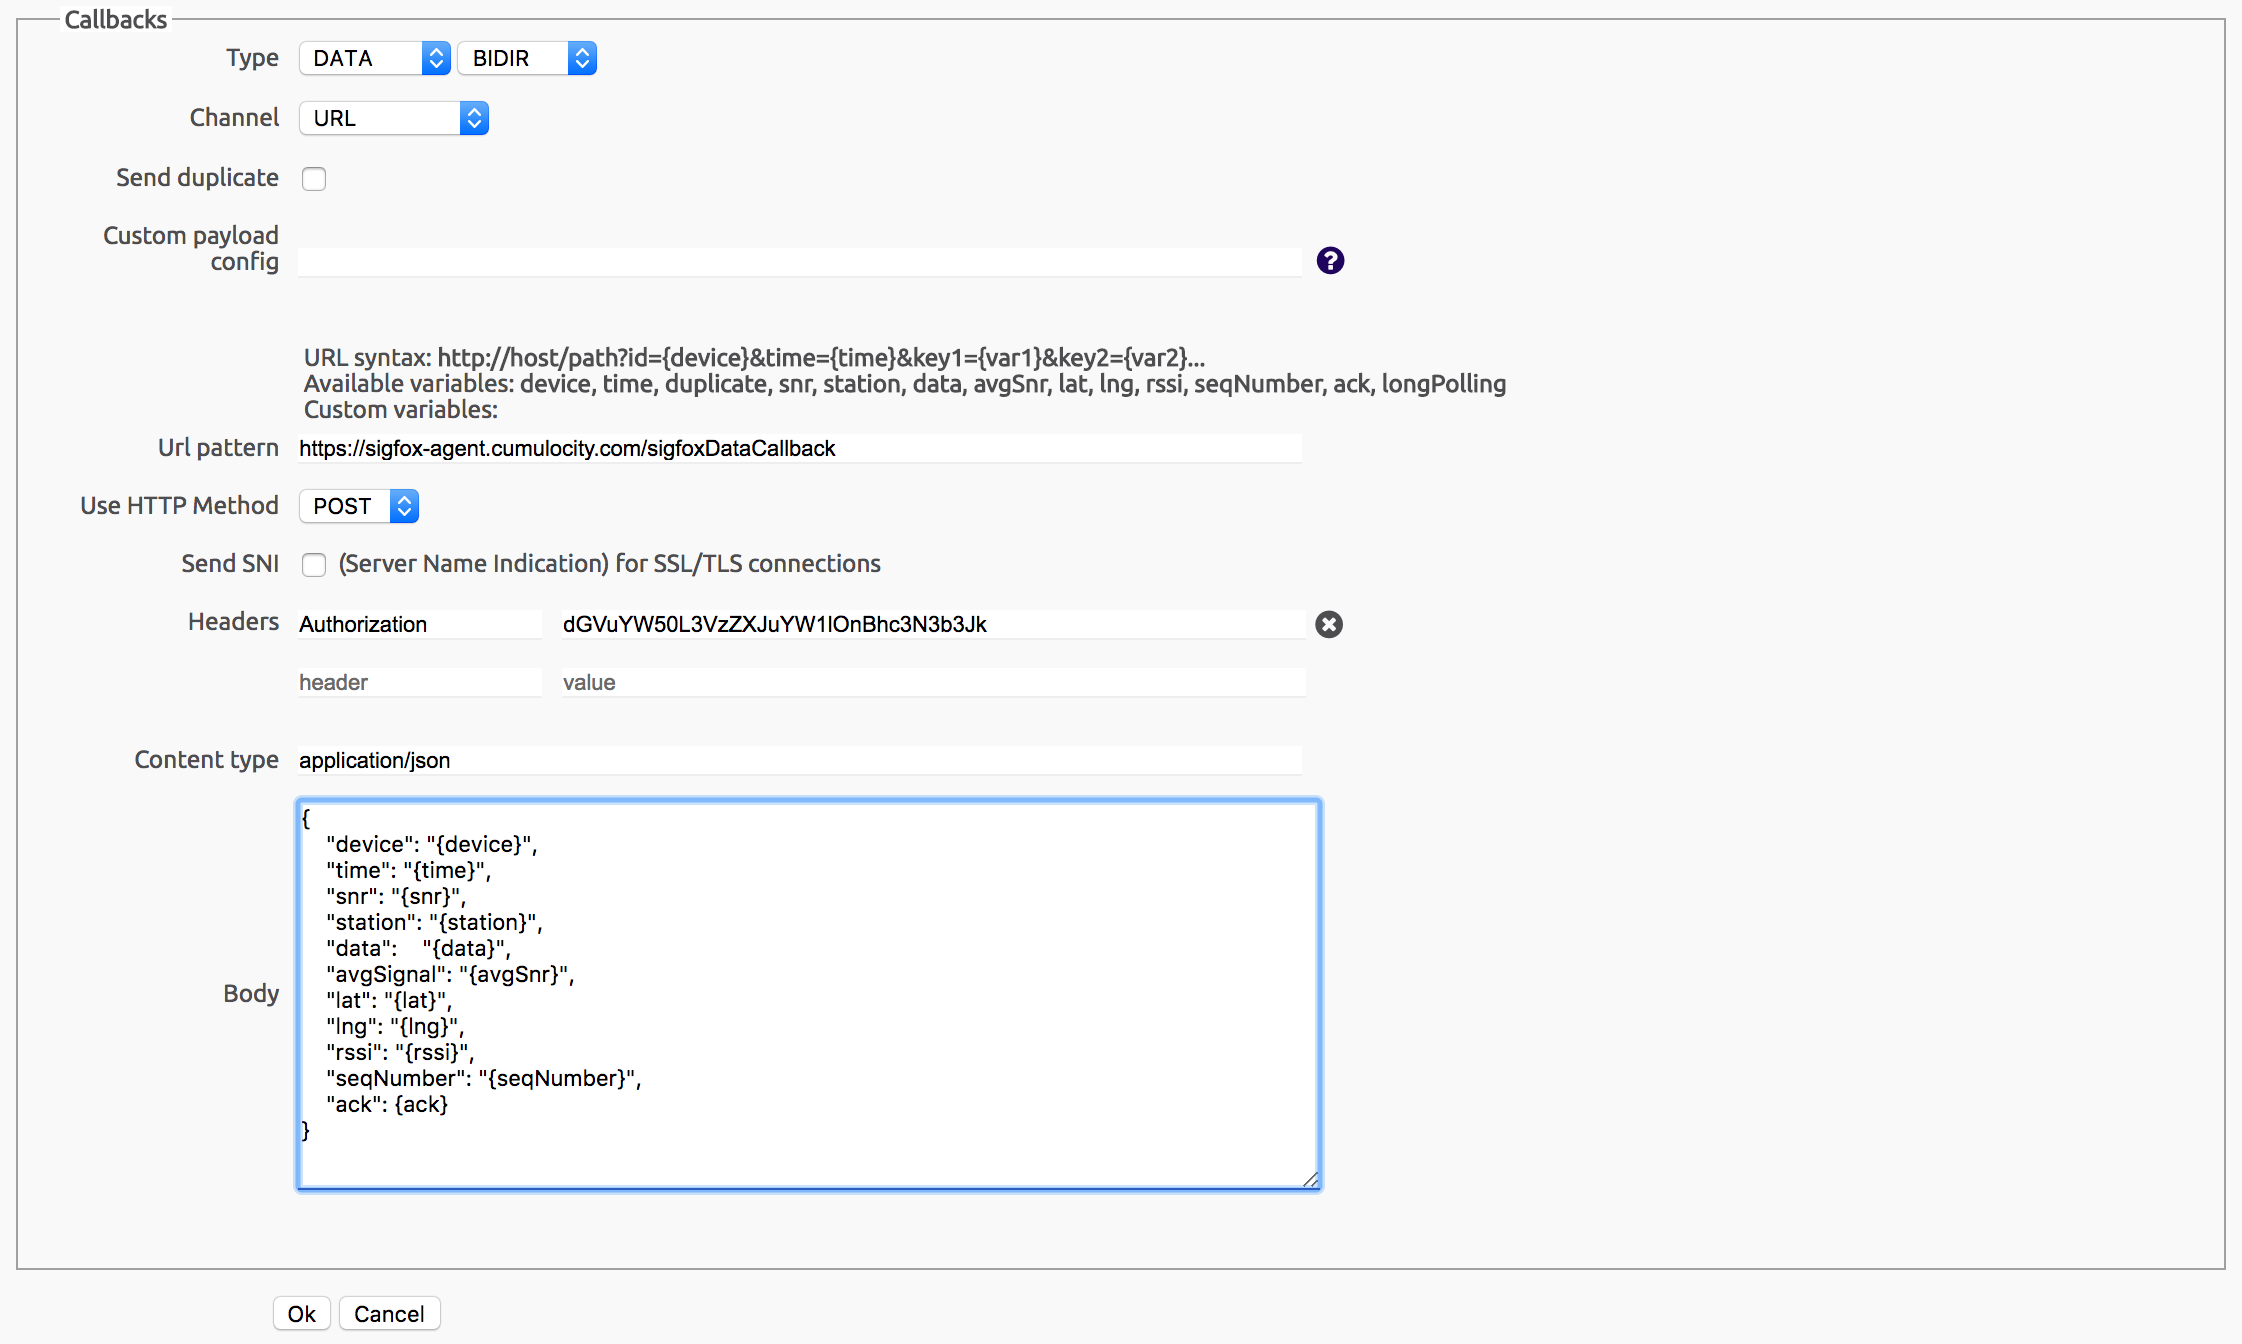 Callbacks
Type DATA BIDIR
Channel URL
Send duplicate
Custom payload
config
URL syntax: http://host/path?id={device}&time={time}&key1={var1}&key2={var2}...
Available variables: device, time, duplicate, snr, station, data, avgSnr, lat, lng, rssi, seqNumber, ack, longPolling
Custom variables:
Url pattern https://sigfox-agent.cumulocity.com/sigfoxDataCallback
Use HTTP Method POST
Send SNI (Server Name Indication) for SSL/TLS connections
Headers Authorization dGVuYW50L3VzZXJuYW1lOnBhc3N3b3Jk
header value
Content type application/json
Body
{
"device": "{device}",
"time": "{time}",
"snr": "{snr}",
"station": "{station}",
"data": "{data}",
"avgSignal": "{avgSnr}",
"lat": "{lat}",
"lng": "{lng}",
"rssi": "{rssi}",
"seqNumber": "{seqNumber}",
"ack": {ack}
}
Ok Cancel